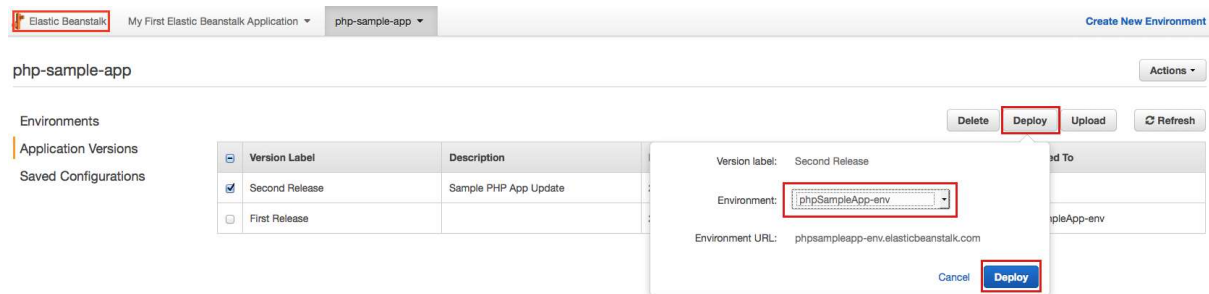 Elastic Beanstalk My First Elastic Beanstalk Application php-sample-app Create New Environment
php-sample-app Actions
Environments
Application Versions
Saved Configurations
Delete Deploy Upload Refresh
Version Label Description ed To
Second Release Sample PHP App Update
First Release pleApp-env
Version label: Second Release
Environment: phpSampleApp-env
Environment URL: phpsampleapp-env.elasticbeanstalk.com
Cancel Deploy